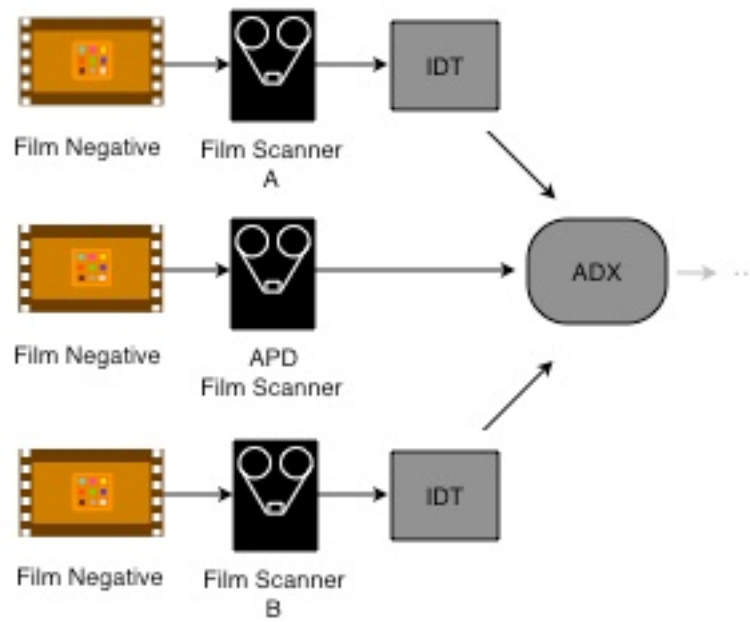 IDT
Film Negative
Film Scanner
A
ADX
Film Negative
APD
Film Scanner
IDT
Film Negative
Film Scanner
B